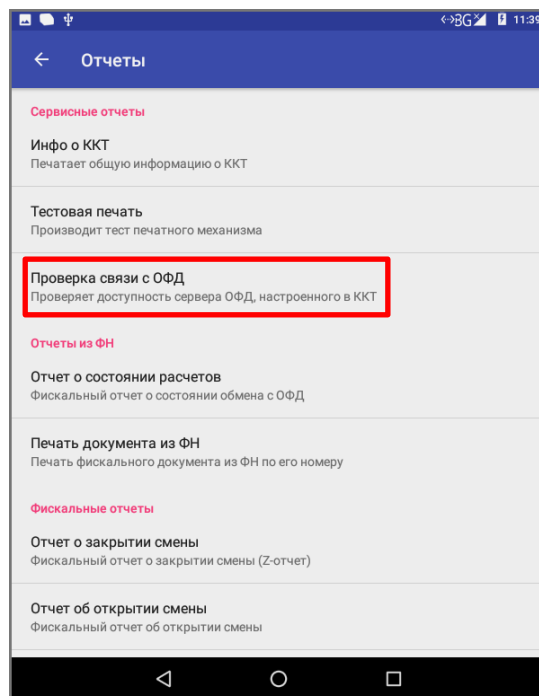 3G 11:39
Отчеты
Сервисные отчеты
Инфо о ККТ
Печатает общую информацию о ККТ
Тестовая печать
Производит тест печатного механизма
Проверка связи с ОФД
Проверяет доступность сервера ОФД, настроенного в ККТ
Отчеты из ФН
Отчет о состоянии расчетов
Фискальный отчет о состоянии обмена с ОФД
Печать документа из ФН
Печать фискального документа из ФН по его номеру
Фискальные отчеты
Отчет о закрытии смены
Фискальный отчет о закрытии смены (Z-отчет)
Отчет об открытии смены
Фискальный отчет об открытии смены